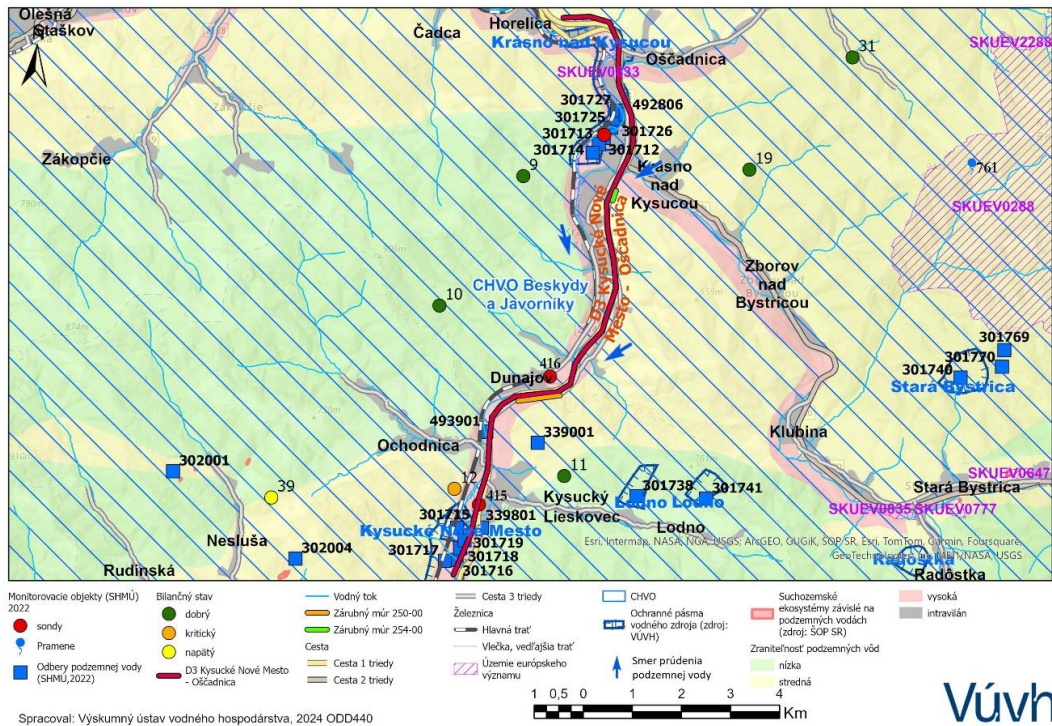 Olešná
Staškov
N
Čadca
Horelica
Krásno nad Kysucou
Oščadnica
SKUEV0833
31
SKUEV2288
301727
301725
492806
301713
301726
301714
301712
Zákopčie
9
19
761
Krásno
nad
Kysucou
SKUEV0288
D3 Kysucké Nové
Mesto - Oščadnica
CHVO Beskydy
a Javorníky
Zborov
nad
Bystricou
10
301769
301770
301740
Stará Bystrica
416
Dunajov
Klubina
493901
Ochodnica
339001
302001
12
11
39
415
Kysucký
Lieskovec
301738
301741
Lodno
Lodno
Lodno
SKUEV0647
Stará Bystrica
SKUEV0835
SKUEV0777
301715
339801
Kysucké Nové Mesto
Nesluša
302004
301717
301719
301718
301716
Rudinská
Radôstka
Radôstka
Esri, Intermap, NASA, NGA, USGS; ArcGEO, GUGiK, SOP SR, Esri, TomTom, Garmin, Foursquare,
METI/NASA, USGS
Monitorovacie objekty (SHMÚ)
2022
sondy
Pramene
Odbery podzemnej vody
(SHMÚ,2022)
Bilančný stav
dobrý
kritický
napätý
D3 Kysucké Nové Mesto
- Oščadnica
Vodný tok
Zárubný múr 250-00
Zárubný múr 254-00
Cesta
Cesta 1 triedy
Cesta 2 triedy
Cesta 3 triedy
Železnica
Hlavná trať
Vlečka, vedľajšia trať
Územie európskeho
významu
CHVO
Ochranné pásma
vodného zdroja (zdroj:
VÚVH)
Smer prúdenia
podzemnej vody
Suchozemské
ekosystémy závislé na
podzemných vodách
(zdroj: ŠOP SR)
Zraniteľnosť podzemných vôd
nízka
stredná
vysoká
intravilán
1 0,5 0 1 2 3 4
Km
Spracoval: Výskumný ústav vodného hospodárstva, 2024 ODD440
Vúvh